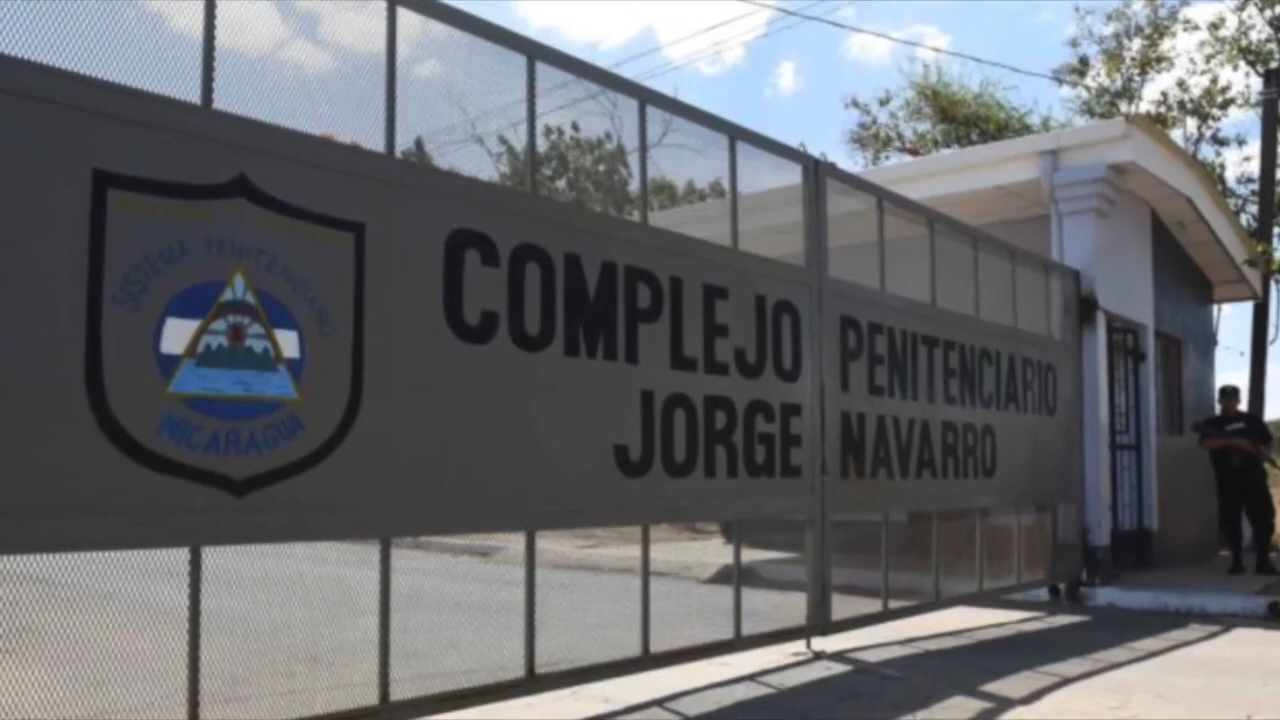 SISTEMA PENITENCIARIO
NICARAGUA
COMPLEJO PENITENCIARIO
JORGE NAVARRO